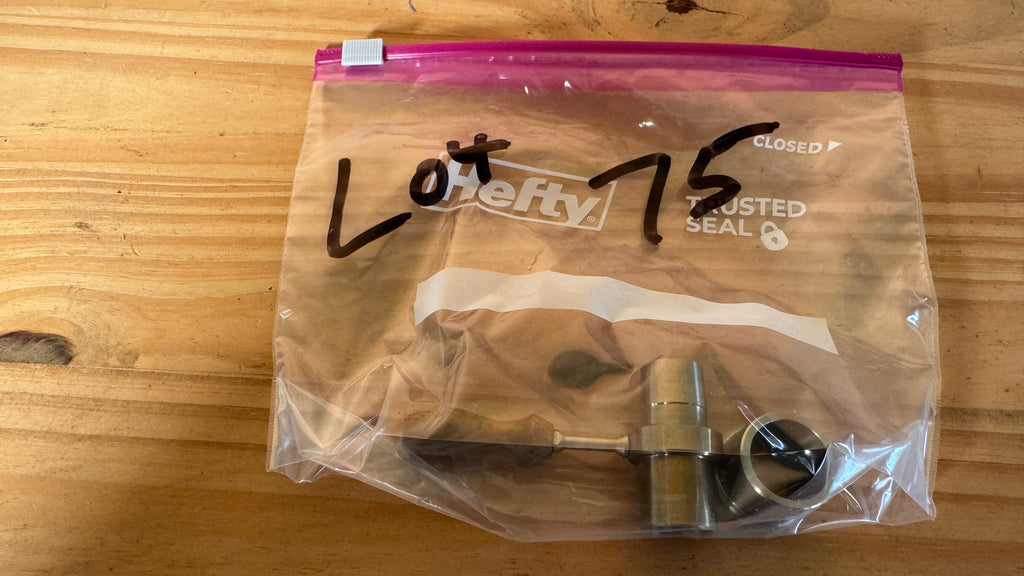 Lot 75
Hefty®
CLOSED
TRUSTED
SEAL